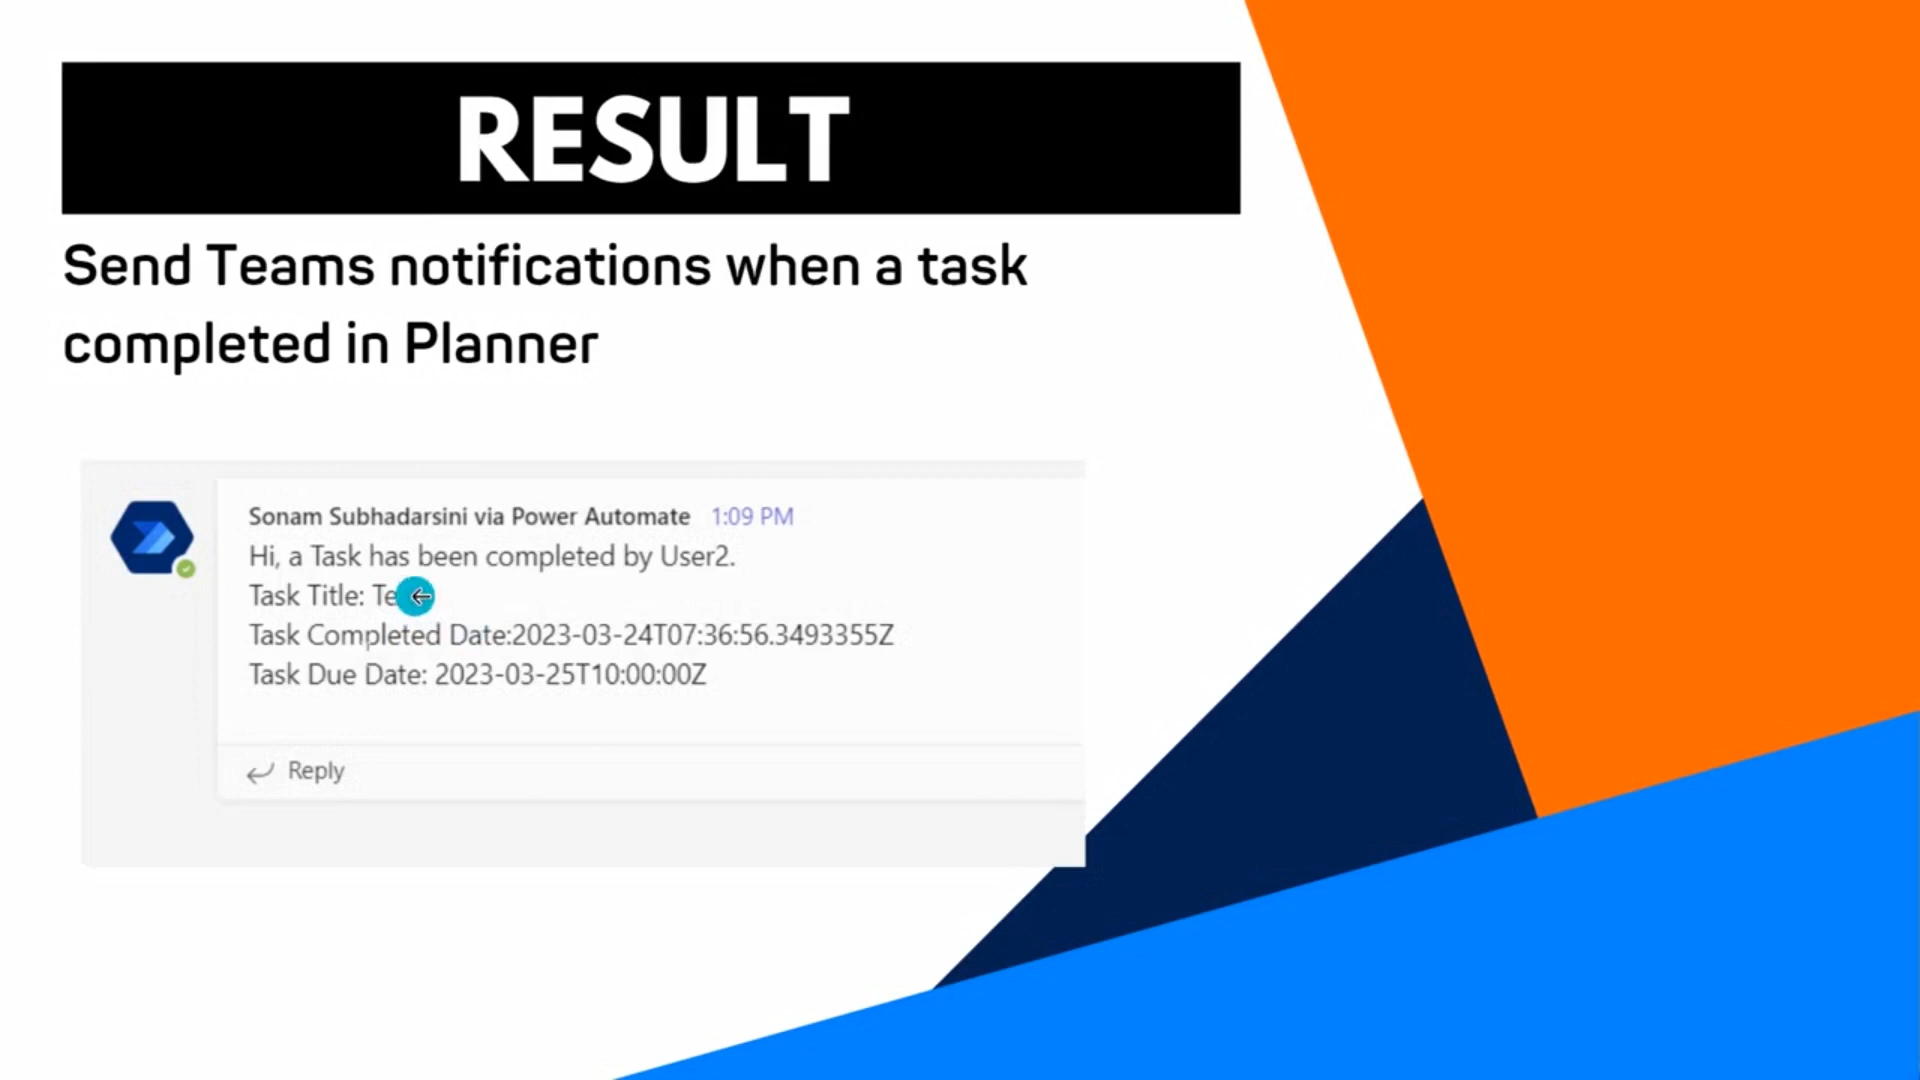 RESULT
Send Teams notifications when a task
completed in Planner
Sonam Subhadarsini via Power Automate 1:09 PM
Hi, a Task has been completed by User2.
Task Title:
Task Completed Date:2023-03-24T07:36:56.3493355Z
Task Due Date: 2023-03-25T10:00:00Z
Reply